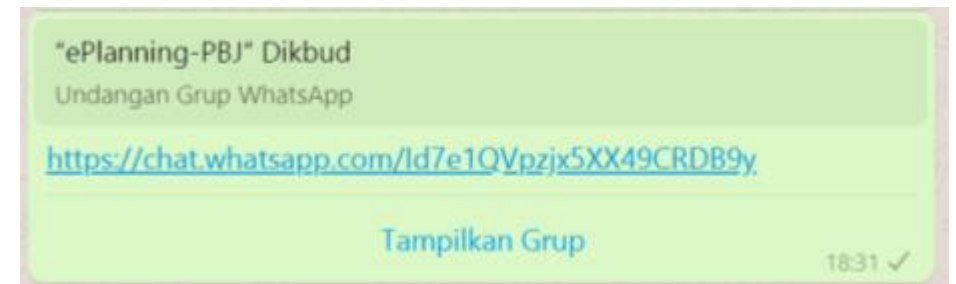 "ePlanning-PBJ" Dikbud
Undangan Grup WhatsApp
https://chat.whatsapp.com/Id7e1QVpzjx5XX49CRDB9y
Tampilkan Grup
18:31